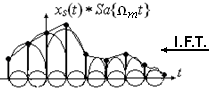 xₛ(t) * Sa{Ωₘt}
I.F.T.
t